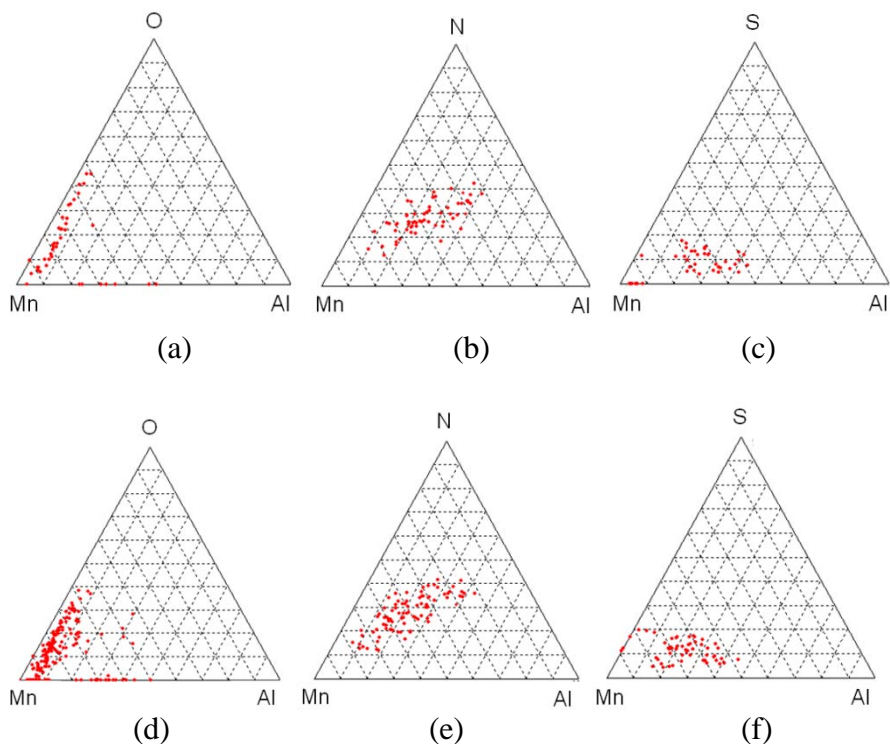 O N S
Mn Al Mn Al Mn Al
(a) (b) (c)
O N S
Mn Al Mn Al Mn Al
(d) (e) (f)